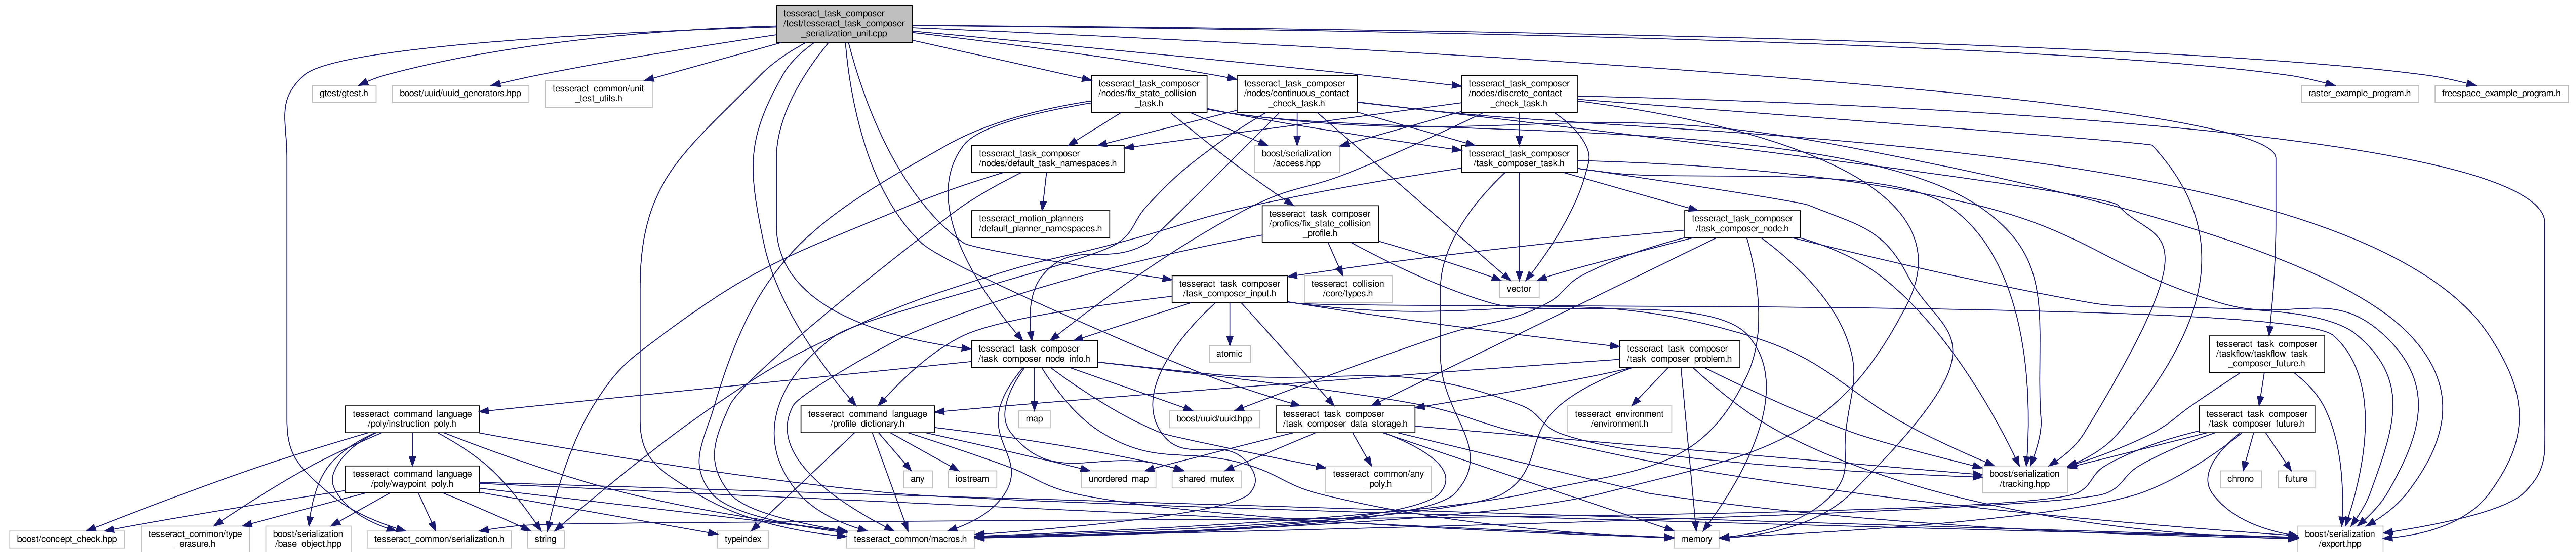 tesseract_task_composer
/test/tesseract_task_composer
_serialization_unit.cpp
gtest/gtest.h
boost/uuid/uuid_generators.hpp
tesseract_common/unit
_test_utils.h
tesseract_task_composer
/nodes/fix_state_collision
_task.h
tesseract_task_composer
/nodes/continuous_contact
_check_task.h
tesseract_task_composer
/nodes/discrete_contact
_check_task.h
raster_example_program.h
freespace_example_program.h
tesseract_task_composer
/nodes/default_task_namespaces.h
boost/serialization
/access.hpp
tesseract_task_composer
/task_composer_task.h
tesseract_motion_planners
/default_planner_namespaces.h
tesseract_task_composer
/profiles/fix_state_collision
_profile.h
tesseract_task_composer
/task_composer_node.h
tesseract_task_composer
/task_composer_input.h
tesseract_collision
/core/types.h
vector
tesseract_task_composer
/task_composer_node_info.h
atomic
tesseract_task_composer
/task_composer_problem.h
tesseract_task_composer
/taskflow/taskflow_task
_composer_future.h
tesseract_command_language
/poly/instruction_poly.h
tesseract_command_language
/profile_dictionary.h
map
boost/uuid/uuid.hpp
tesseract_task_composer
/task_composer_data_storage.h
tesseract_environment
/environment.h
tesseract_task_composer
/task_composer_future.h
tesseract_command_language
/poly/waypoint_poly.h
any
iostream
unordered_map
shared_mutex
tesseract_common/any
_poly.h
boost/serialization
/tracking.hpp
chrono
future
boost/concept_check.hpp
tesseract_common/type
_erasure.h
boost/serialization
/base_object.hpp
tesseract_common/serialization.h
string
typeindex
tesseract_common/macros.h
memory
boost/serialization
/export.hpp